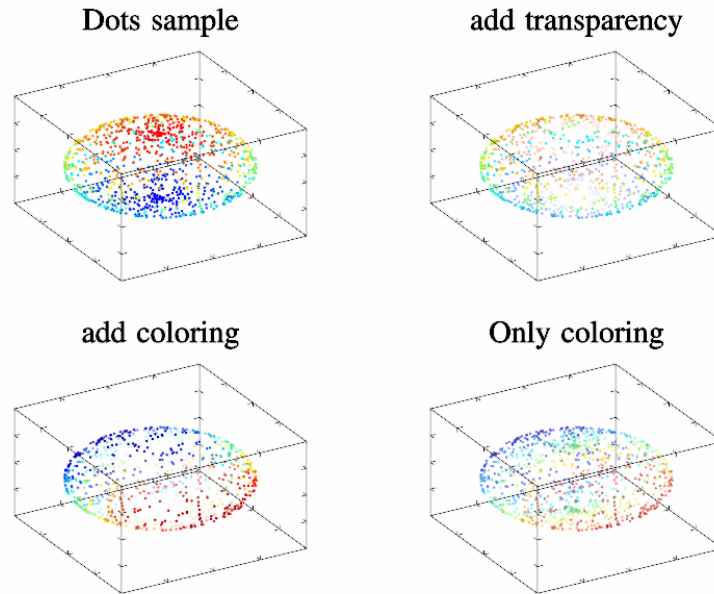 Dots sample
add transparency
add coloring
Only coloring